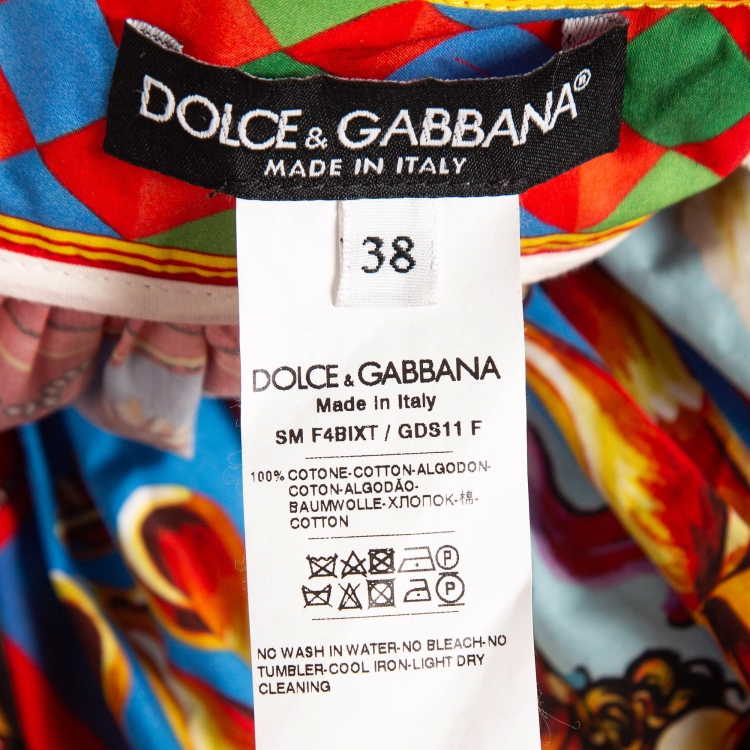 DOLCE & GABBANA®
MADE IN ITALY
38
DOLCE & GABBANA
Made in Italy
SM F4BIXT / GDS11 F
100% COTONE-COTTON-ALGODON-
COTON-ALGODÃO-
BAUMWOLLE-ХЛОПОК-棉-
COTTON
P
P
NC WASH IN WATER-NO BLEACH-NO
TUMBLER-COOL IRON-LIGHT DRY
CLEANING